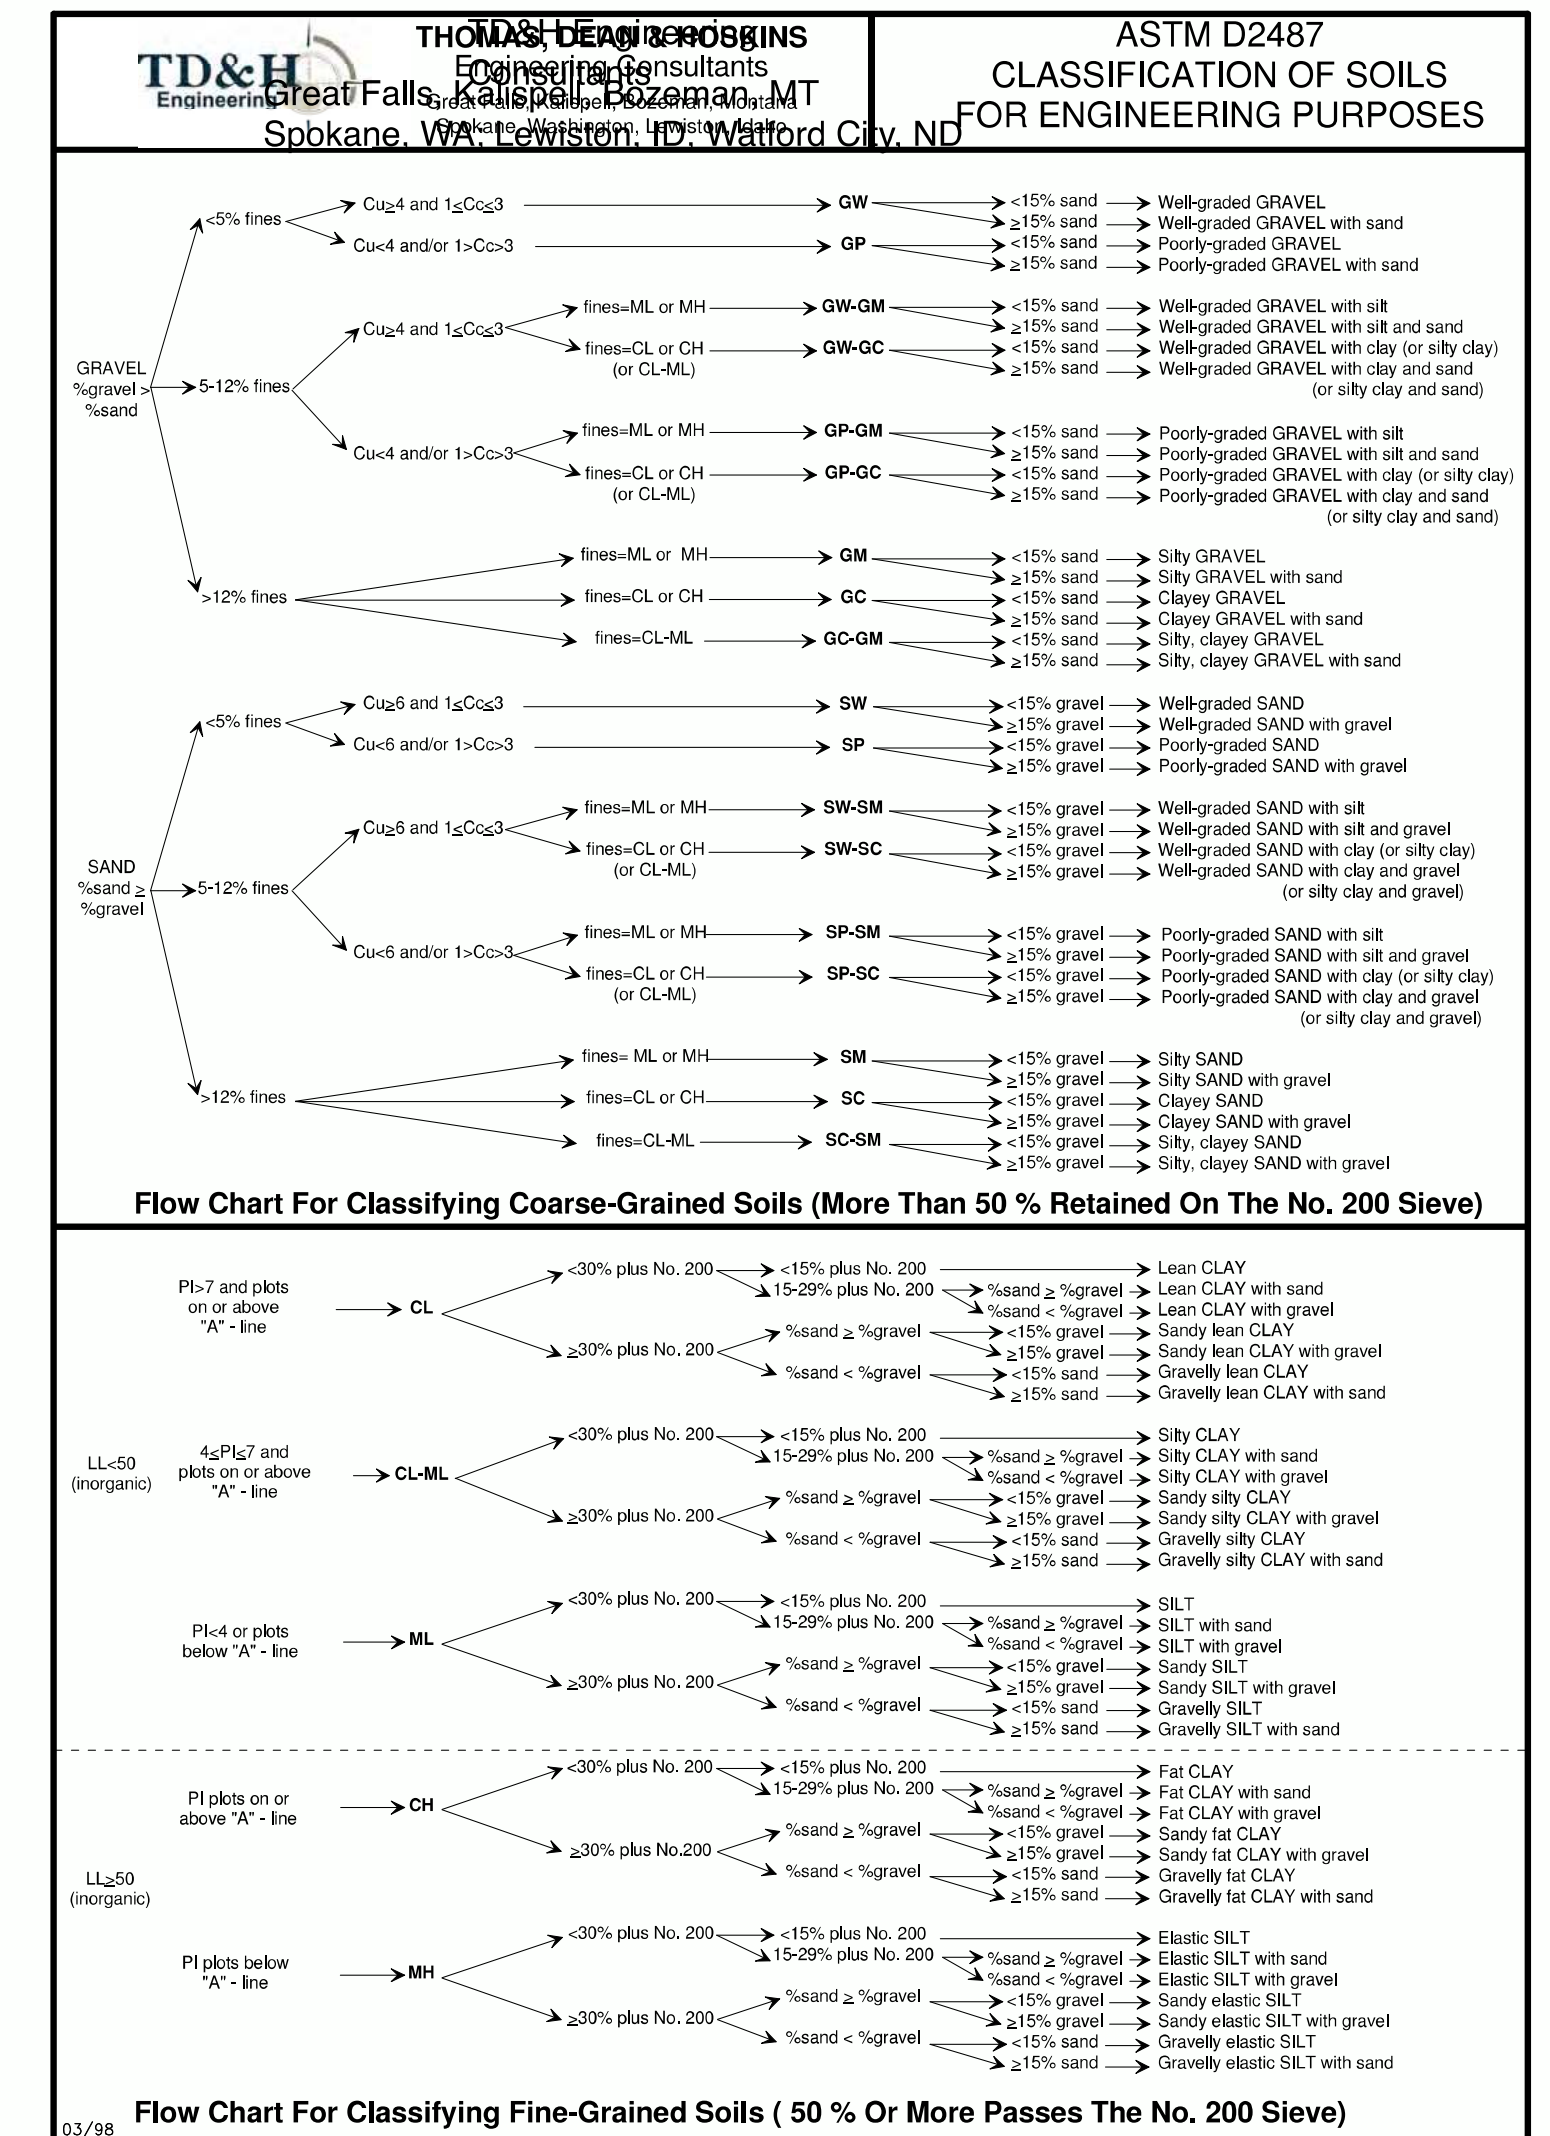 TD&H
Engineering
THOMAS, DEAN & HOSKINS
TD&H Engineering
Engineering Consultants
Consultants
Great Falls, Kalispell, Bozeman, Montana
Great Falls, Kalispell, Bozeman, MT
Spokane, Washington, Lewiston, Idaho
Spokane, WA, Lewiston, ID, Watford City, ND
ASTM D2487
CLASSIFICATION OF SOILS
FOR ENGINEERING PURPOSES
GRAVEL
%gravel >
%sand
<5% fines
Cu≥4 and 1≤Cc≤3
GW
<15% sand Well-graded GRAVEL
≥15% sand Well-graded GRAVEL with sand
Cu<4 and/or 1>Cc>3
GP
<15% sand Poorly-graded GRAVEL
≥15% sand Poorly-graded GRAVEL with sand
5-12% fines
Cu≥4 and 1≤Cc≤3
fines=ML or MH
GW-GM
<15% sand Well-graded GRAVEL with silt
≥15% sand Well-graded GRAVEL with silt and sand
fines=CL or CH
(or CL-ML)
GW-GC
<15% sand Well-graded GRAVEL with clay (or silty clay)
≥15% sand Well-graded GRAVEL with clay and sand
(or silty clay and sand)
Cu<4 and/or 1>Cc>3
fines=ML or MH
GP-GM
<15% sand Poorly-graded GRAVEL with silt
≥15% sand Poorly-graded GRAVEL with silt and sand
fines=CL or CH
(or CL-ML)
GP-GC
<15% sand Poorly-graded GRAVEL with clay (or silty clay)
≥15% sand Poorly-graded GRAVEL with clay and sand
(or silty clay and sand)
>12% fines
fines=ML or MH
GM
<15% sand Silty GRAVEL
≥15% sand Silty GRAVEL with sand
fines=CL or CH
GC
<15% sand Clayey GRAVEL
≥15% sand Clayey GRAVEL with sand
fines=CL-ML
GC-GM
<15% sand Silty, clayey GRAVEL
≥15% sand Silty, clayey GRAVEL with sand
SAND
%sand ≥
%gravel
<5% fines
Cu≥6 and 1≤Cc≤3
SW
<15% gravel Well-graded SAND
≥15% gravel Well-graded SAND with gravel
Cu<6 and/or 1>Cc>3
SP
<15% gravel Poorly-graded SAND
≥15% gravel Poorly-graded SAND with gravel
5-12% fines
Cu≥6 and 1≤Cc≤3
fines=ML or MH
SW-SM
<15% gravel Well-graded SAND with silt
≥15% gravel Well-graded SAND with silt and gravel
fines=CL or CH
(or CL-ML)
SW-SC
<15% gravel Well-graded SAND with clay (or silty clay)
≥15% gravel Well-graded SAND with clay and gravel
(or silty clay and gravel)
Cu<6 and/or 1>Cc>3
fines=ML or MH
SP-SM
<15% gravel Poorly-graded SAND with silt
≥15% gravel Poorly-graded SAND with silt and gravel
fines=CL or CH
(or CL-ML)
SP-SC
<15% gravel Poorly-graded SAND with clay (or silty clay)
≥15% gravel Poorly-graded SAND with clay and gravel
(or silty clay and gravel)
>12% fines
fines= ML or MH
SM
<15% gravel Silty SAND
≥15% gravel Silty SAND with gravel
fines=CL or CH
SC
<15% gravel Clayey SAND
≥15% gravel Clayey SAND with gravel
fines=CL-ML
SC-SM
<15% gravel Silty, clayey SAND
≥15% gravel Silty, clayey SAND with gravel
Flow Chart For Classifying Coarse-Grained Soils (More Than 50 % Retained On The No. 200 Sieve)
LL<50
(inorganic)
PI>7 and plots
on or above
"A" - line
CL
<30% plus No. 200
<15% plus No. 200 Lean CLAY
15-29% plus No. 200
%sand ≥ %gravel Lean CLAY with sand
%sand < %gravel Lean CLAY with gravel
≥30% plus No. 200
%sand ≥ %gravel
<15% gravel Sandy lean CLAY
≥15% gravel Sandy lean CLAY with gravel
%sand < %gravel
<15% sand Gravelly lean CLAY
≥15% sand Gravelly lean CLAY with sand
4≤PI≤7 and
plots on or above
"A" - line
CL-ML
<30% plus No. 200
<15% plus No. 200 Silty CLAY
15-29% plus No. 200
%sand ≥ %gravel Silty CLAY with sand
%sand < %gravel Silty CLAY with gravel
≥30% plus No. 200
%sand ≥ %gravel
<15% gravel Sandy silty CLAY
≥15% gravel Sandy silty CLAY with gravel
%sand < %gravel
<15% sand Gravelly silty CLAY
≥15% sand Gravelly silty CLAY with sand
PI<4 or plots
below "A" - line
ML
<30% plus No. 200
<15% plus No. 200 SILT
15-29% plus No. 200
%sand ≥ %gravel SILT with sand
%sand < %gravel SILT with gravel
≥30% plus No. 200
%sand ≥ %gravel
<15% gravel Sandy SILT
≥15% gravel Sandy SILT with gravel
%sand < %gravel
<15% sand Gravelly SILT
≥15% sand Gravelly SILT with sand
LL≥50
(inorganic)
PI plots on or
above "A" - line
CH
<30% plus No. 200
<15% plus No. 200 Fat CLAY
15-29% plus No. 200
%sand ≥ %gravel Fat CLAY with sand
%sand < %gravel Fat CLAY with gravel
≥30% plus No.200
%sand ≥ %gravel
<15% gravel Sandy fat CLAY
≥15% gravel Sandy fat CLAY with gravel
%sand < %gravel
<15% sand Gravelly fat CLAY
≥15% sand Gravelly fat CLAY with sand
PI plots below
"A" - line
MH
<30% plus No. 200
<15% plus No. 200 Elastic SILT
15-29% plus No. 200
%sand ≥ %gravel Elastic SILT with sand
%sand < %gravel Elastic SILT with gravel
≥30% plus No. 200
%sand ≥ %gravel
<15% gravel Sandy elastic SILT
≥15% gravel Sandy elastic SILT with gravel
%sand < %gravel
<15% sand Gravelly elastic SILT
≥15% sand Gravelly elastic SILT with sand
Flow Chart For Classifying Fine-Grained Soils ( 50 % Or More Passes The No. 200 Sieve)
03/98